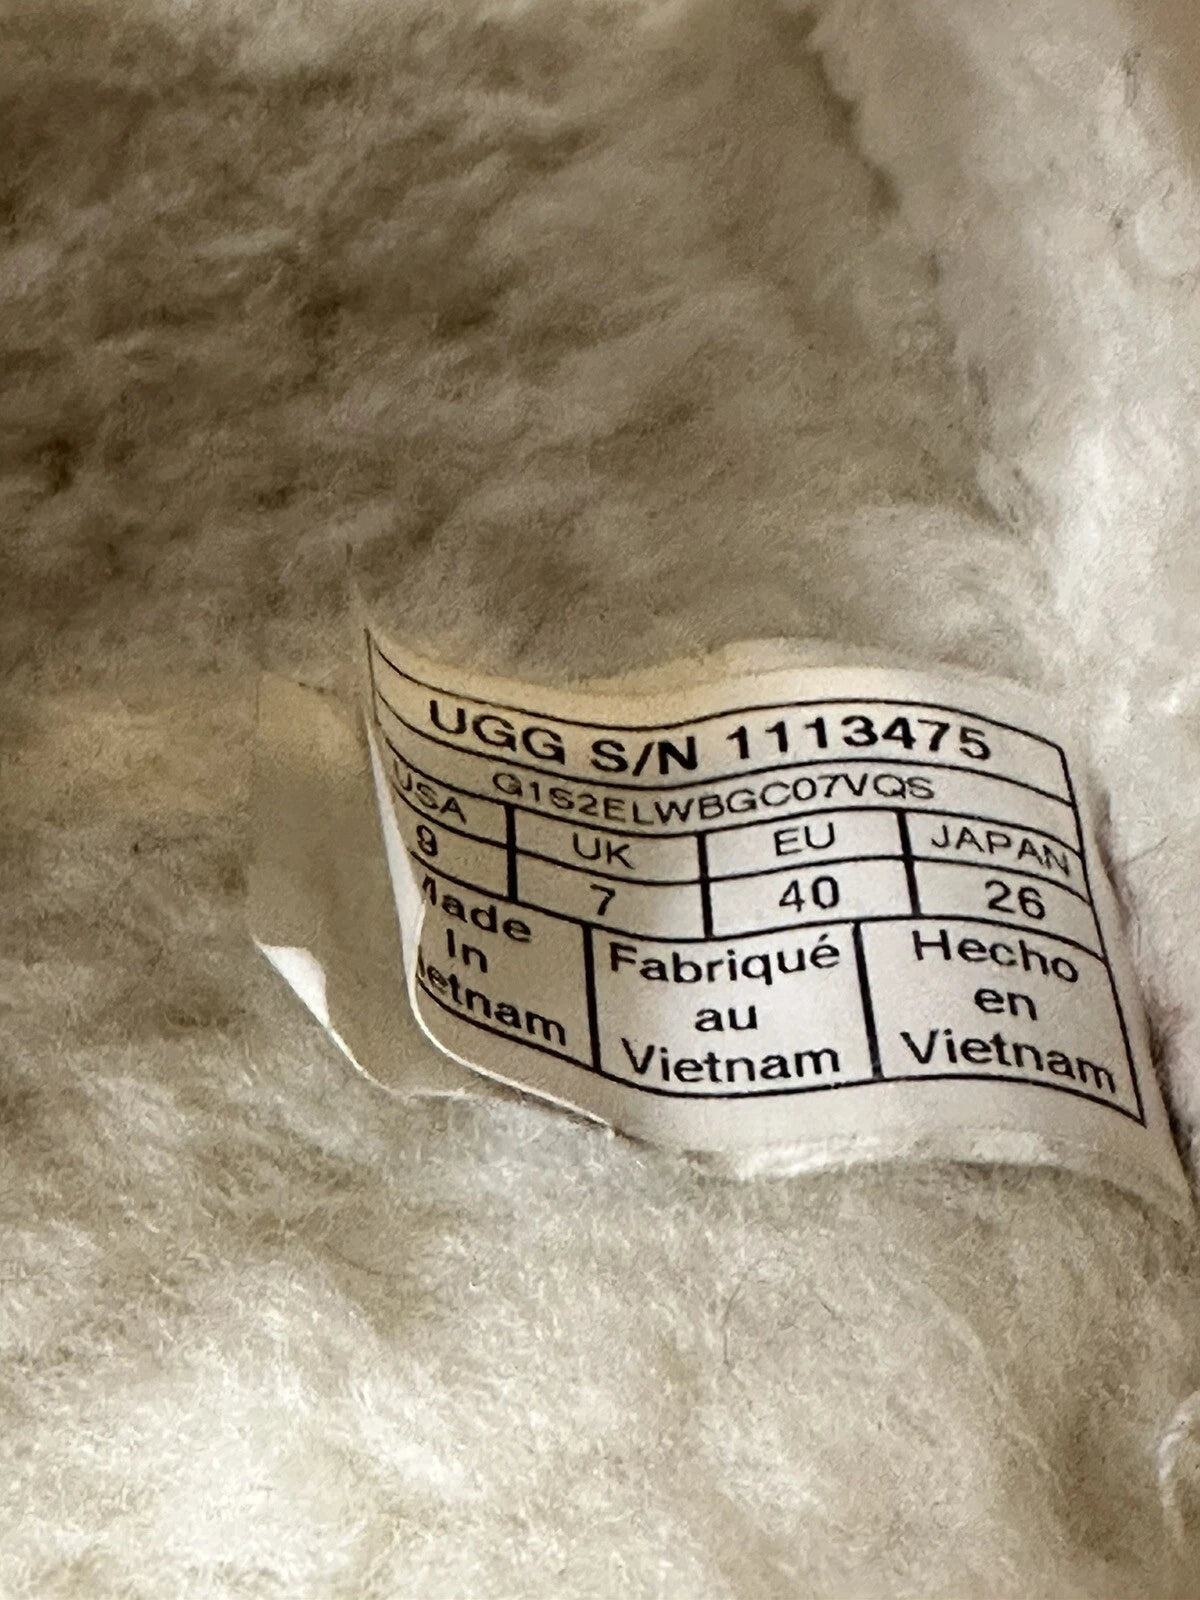 UGG S/N 1113475
G1S2ELWBGC07VQS
USA UK EU JAPAN
9 7 40 26
Made Fabriqué Hecho
In au en
Vietnam Vietnam Vietnam